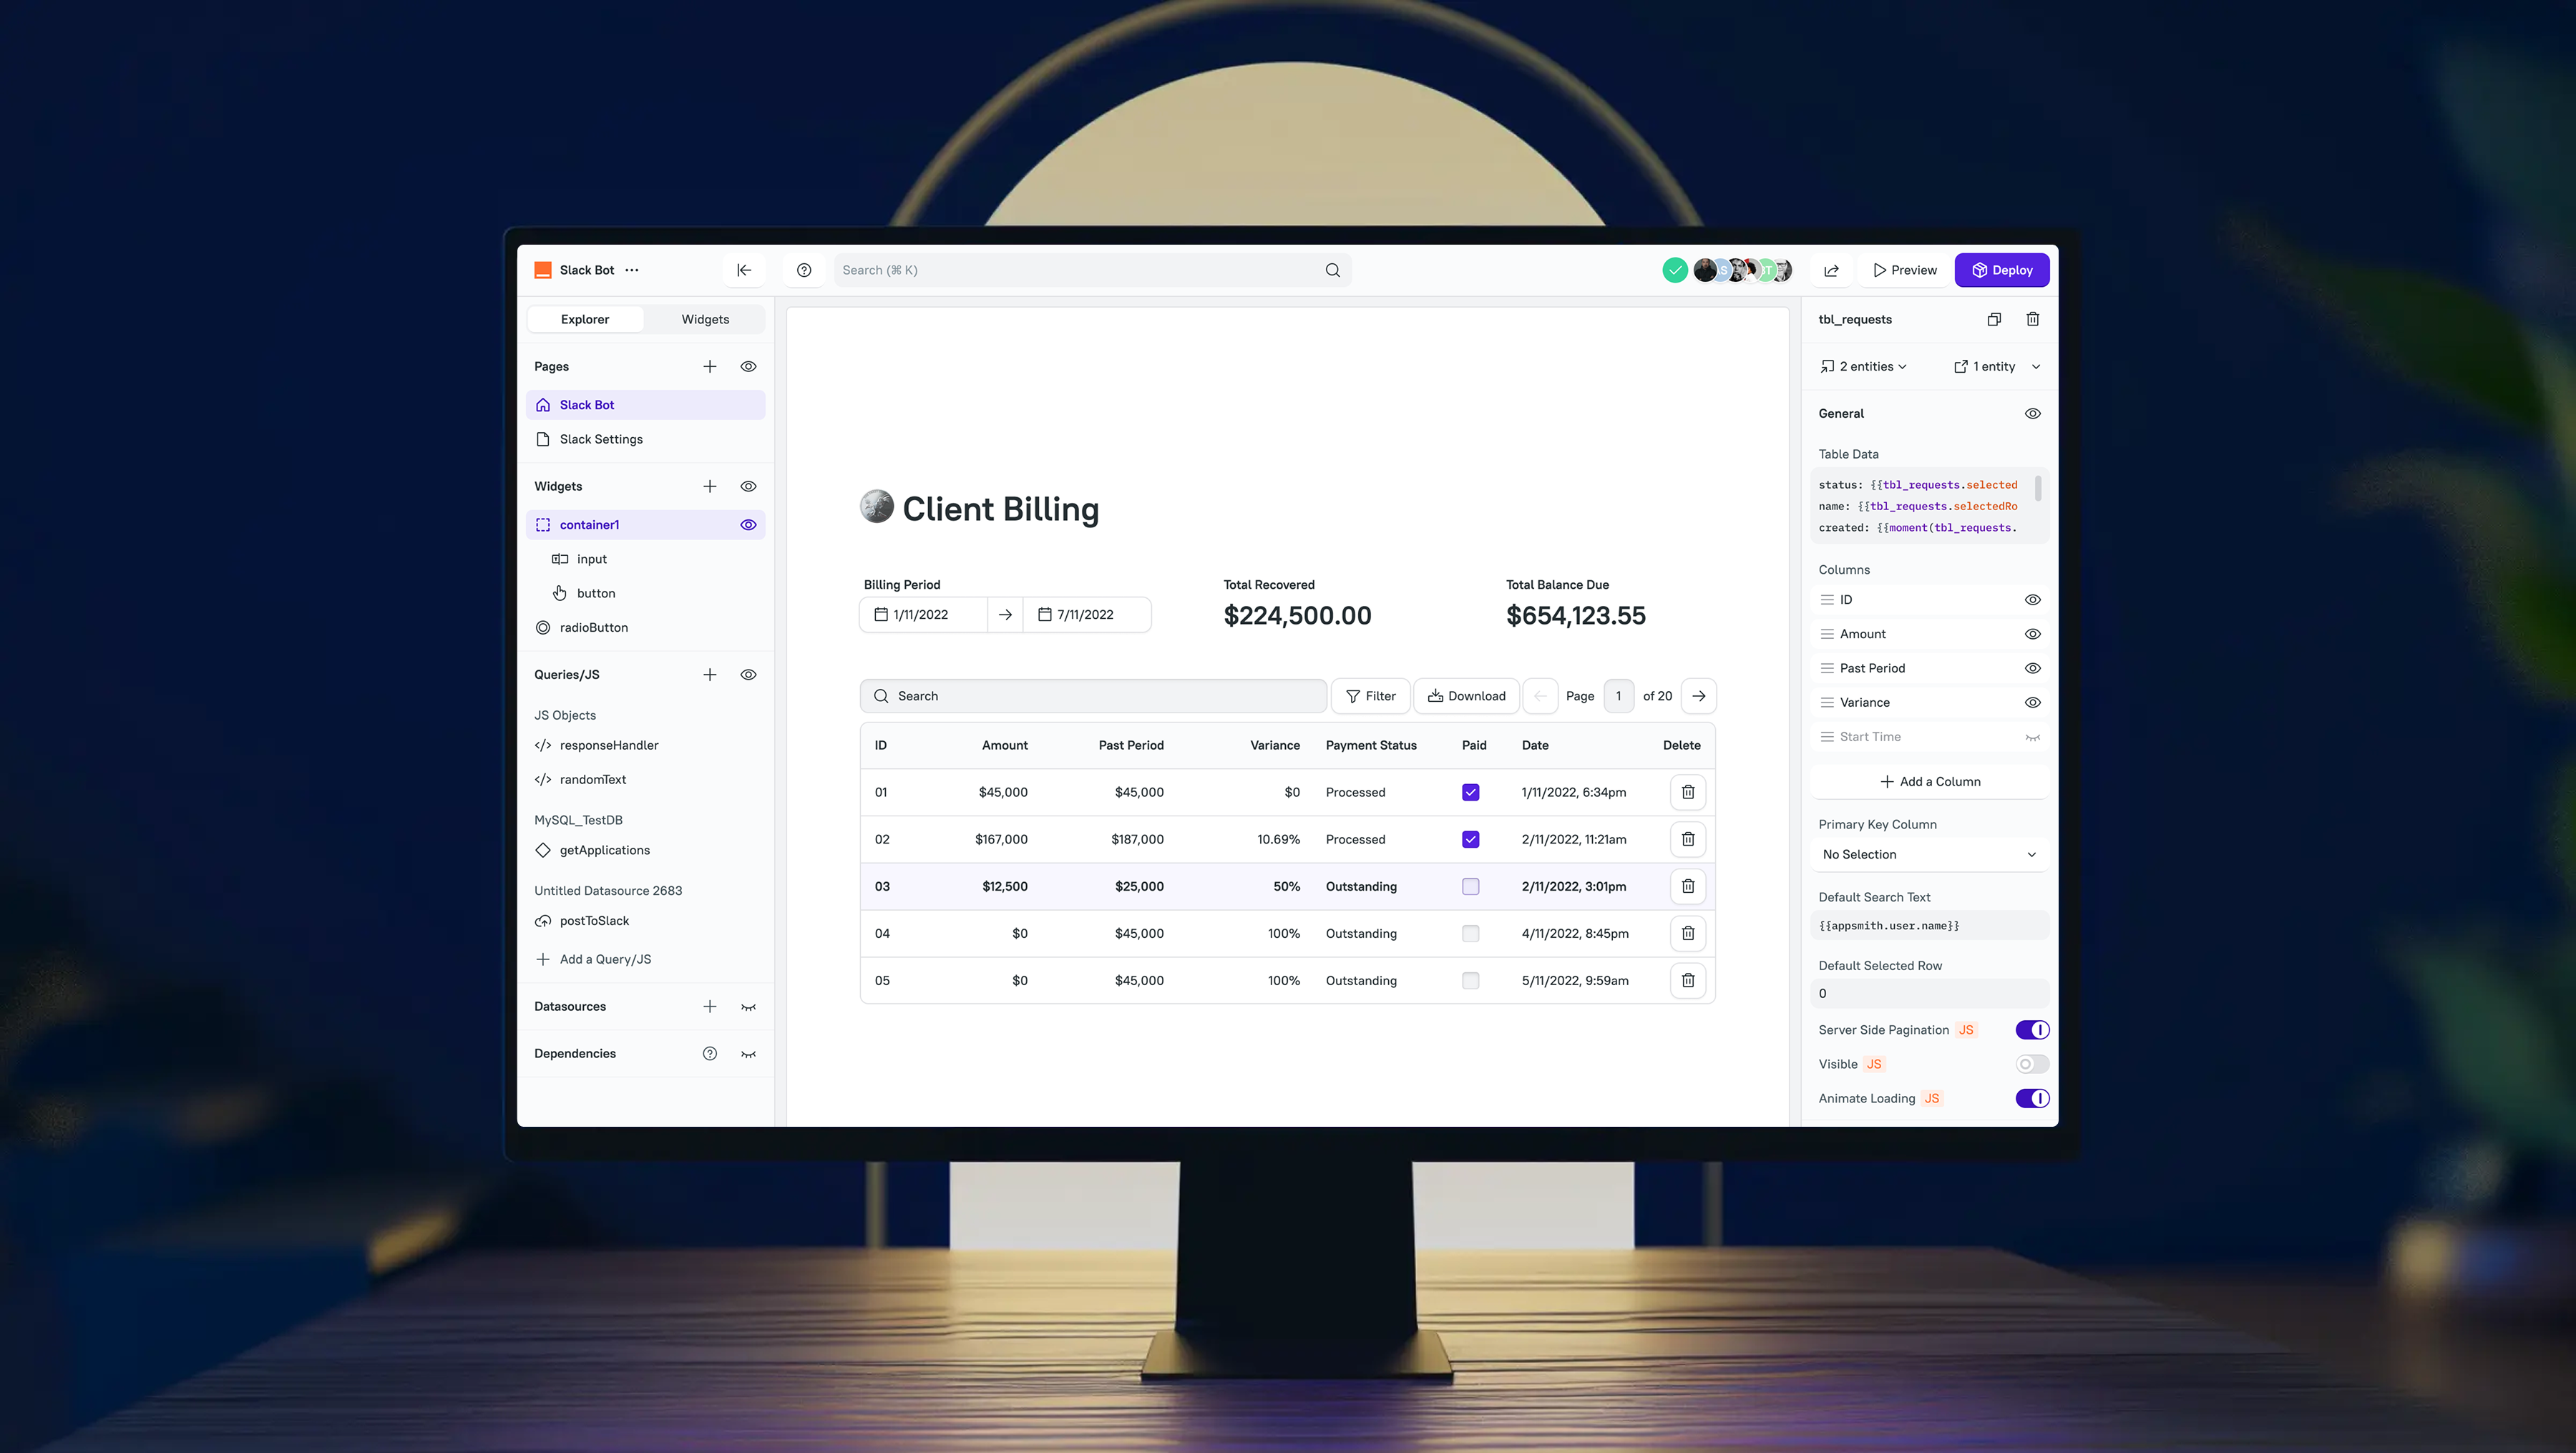 Slack Bot
Search (⌘ K)
S
JT
Preview
Deploy
Explorer
Widgets
Pages
Slack Bot
Slack Settings
Widgets
container1
input
button
radioButton
Queries/JS
JS Objects
responseHandler
randomText
MySQL_TestDB
getApplications
Untitled Datasource 2683
postToSlack
Add a Query/JS
Datasources
Dependencies
Client Billing
Billing Period
1/11/2022
7/11/2022
Total Recovered
$224,500.00
Total Balance Due
$654,123.55
Search
Filter
Download
Page 1 of 20
ID Amount Past Period Variance Payment Status Paid Date Delete
01 $45,000 $45,000 $0 Processed 1/11/2022, 6:34pm
02 $167,000 $187,000 10.69% Processed 2/11/2022, 11:21am
03 $12,500 $25,000 50% Outstanding 2/11/2022, 3:01pm
04 $0 $45,000 100% Outstanding 4/11/2022, 8:45pm
05 $0 $45,000 100% Outstanding 5/11/2022, 9:59am
tbl_requests
2 entities
1 entity
General
Table Data
status: {{tbl_requests.selected
name: {{tbl_requests.selectedRo
created: {{moment(tbl_requests.
Columns
ID
Amount
Past Period
Variance
Start Time
Add a Column
Primary Key Column
No Selection
Default Search Text
{{appsmith.user.name}}
Default Selected Row
0
Server Side Pagination JS
Visible JS
Animate Loading JS